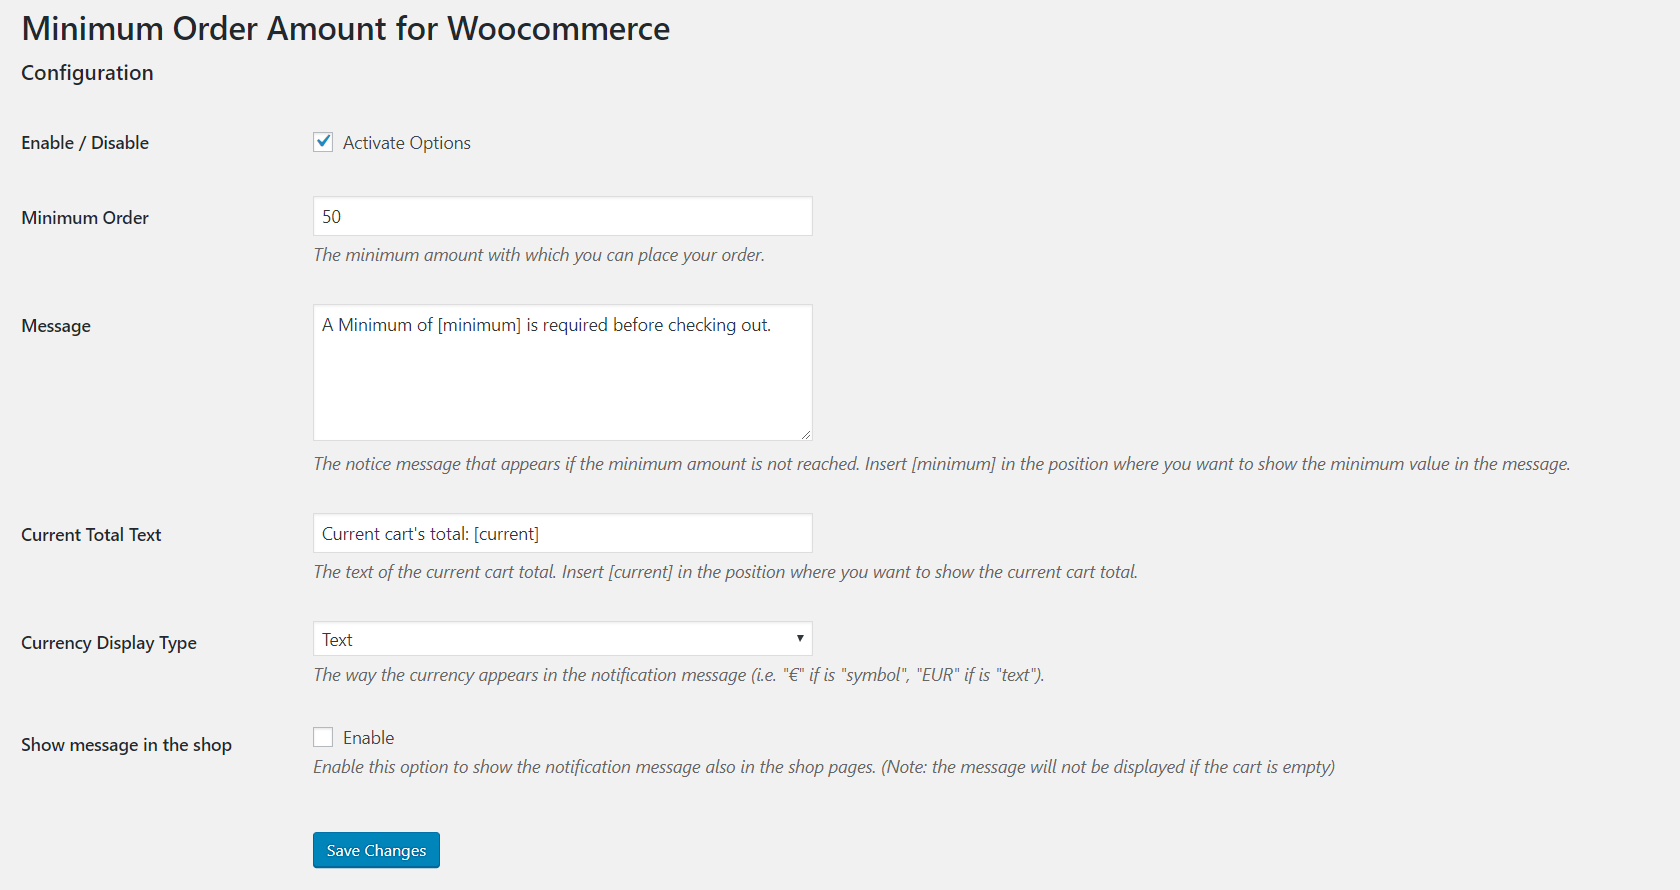 Minimum Order Amount for Woocommerce
Configuration
Enable / Disable
Activate Options
Minimum Order
50
The minimum amount with which you can place your order.
Message
A Minimum of [minimum] is required before checking out.
The notice message that appears if the minimum amount is not reached. Insert [minimum] in the position where you want to show the minimum value in the message.
Current Total Text
Current cart's total: [current]
The text of the current cart total. Insert [current] in the position where you want to show the current cart total.
Currency Display Type
Text
The way the currency appears in the notification message (i.e. "€" if is "symbol", "EUR" if is "text").
Show message in the shop
Enable
Enable this option to show the notification message also in the shop pages. (Note: the message will not be displayed if the cart is empty)
Save Changes